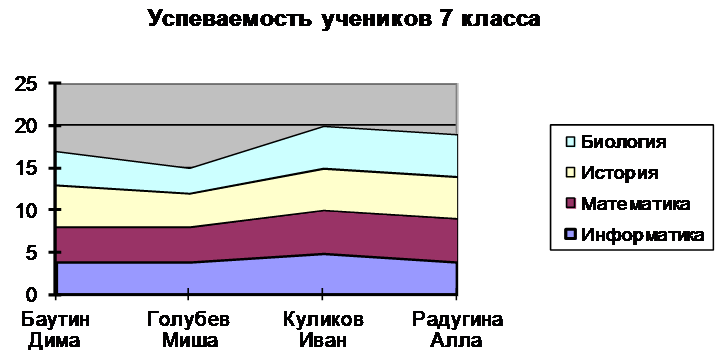 Успеваемость учеников 7 класса
25
20
15
10
5
0
Баутин Дима
Голубев Миша
Куликов Иван
Радугина Алла
Биология
История
Математика
Информатика